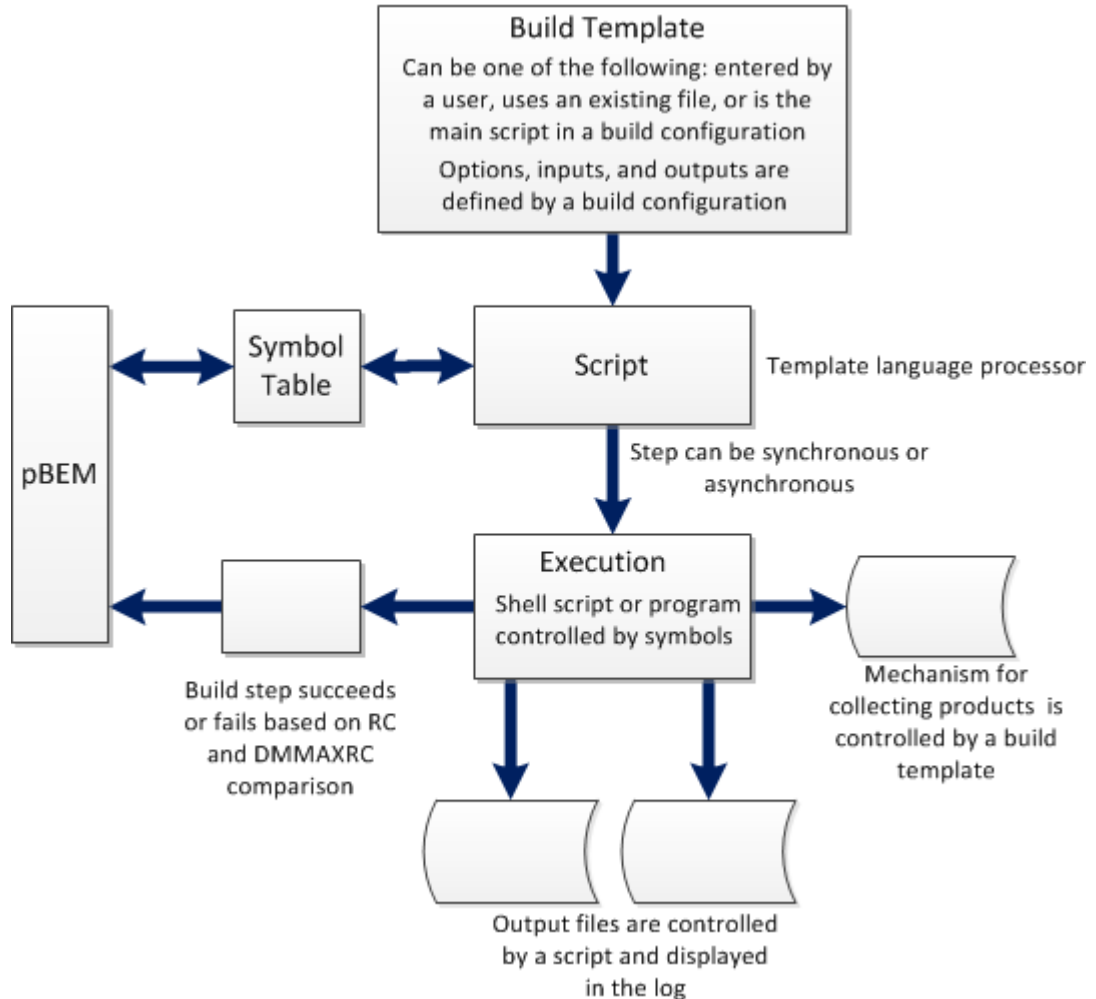 Build Template
Can be one of the following: entered by
a user, uses an existing file, or is the
main script in a build configuration
Options, inputs, and outputs are
defined by a build configuration
Symbol
Table
Script
Template language processor
pBEM
Step can be synchronous or
asynchronous
Execution
Shell script or program
controlled by symbols
Build step succeeds
or fails based on RC
and DMMAXRC
comparison
Mechanism for
collecting products is
controlled by a build
template
Output files are controlled
by a script and displayed
in the log